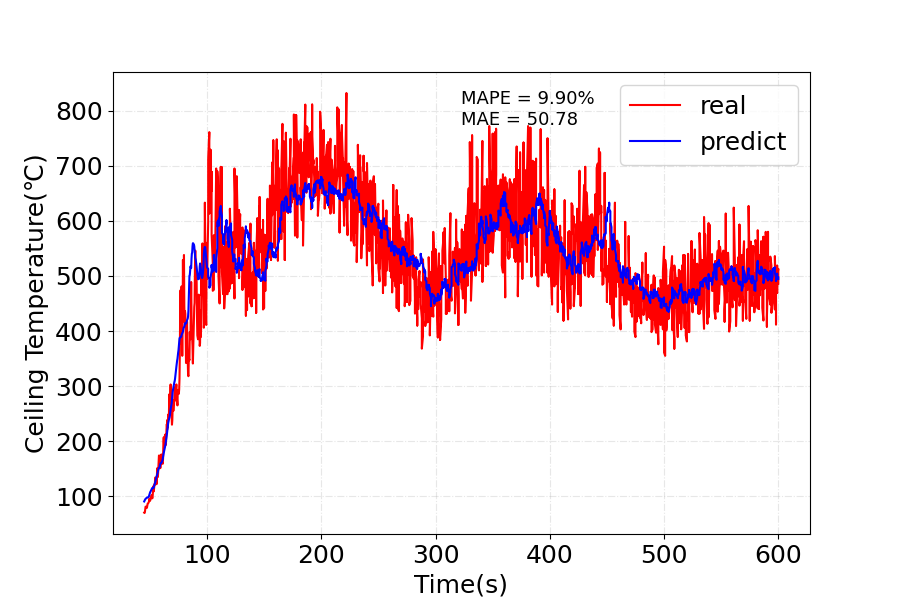 MAPE = 9.90%
MAE = 50.78
real
predict
Ceiling Temperature(℃)
800
700
600
500
400
300
200
100
100 200 300 400 500 600
Time(s)